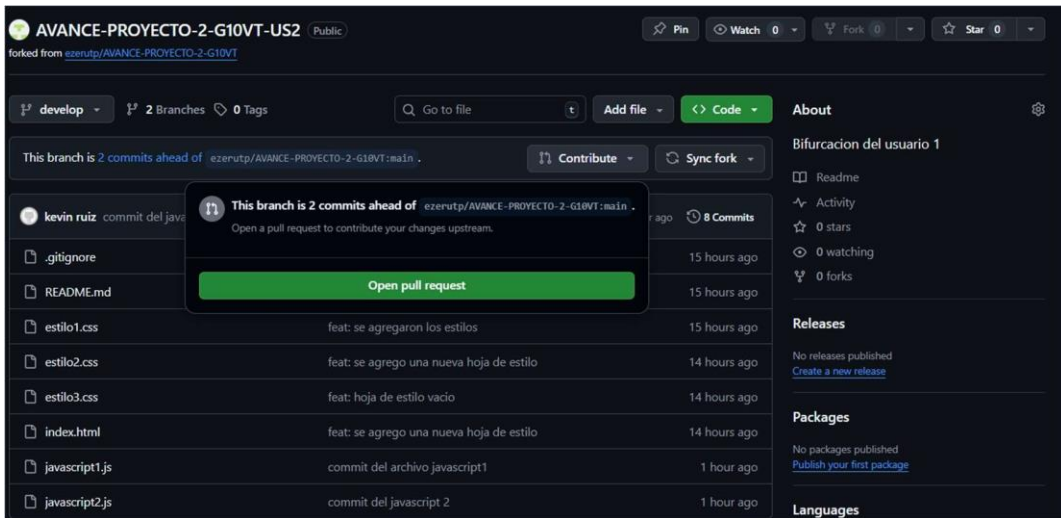 AVANCE-PROYECTO-2-G10VT-US2 Public
Pin Watch 0 Fork 0 Star 0
forked from ezerutp/AVANCE-PROYECTO-2-G10VT
develop 2 Branches 0 Tags Go to file t Add file Code
This branch is 2 commits ahead of ezerutp/AVANCE-PROYECTO-2-G10VT:main . Contribute Sync fork
This branch is 2 commits ahead of ezerutp/AVANCE-PROYECTO-2-G10VT:main .
Open a pull request to contribute your changes upstream.
Open pull request
kevin ruiz commit del java ago 8 Commits
.gitignore 15 hours ago
README.md 15 hours ago
estilo1.css feat: se agregaron los estilos 15 hours ago
estilo2.css feat: se agrego una nueva hoja de estilo 14 hours ago
estilo3.css feat: hoja de estilo vacio 14 hours ago
index.html feat: se agrego una nueva hoja de estilo 14 hours ago
javascript1.js commit del archivo javascript1 1 hour ago
javascript2.js commit del javascript 2 1 hour ago
About
Bifurcacion del usuario 1
Readme
Activity
0 stars
0 watching
0 forks
Releases
No releases published
Create a new release
Packages
No packages published
Publish your first package
Languages